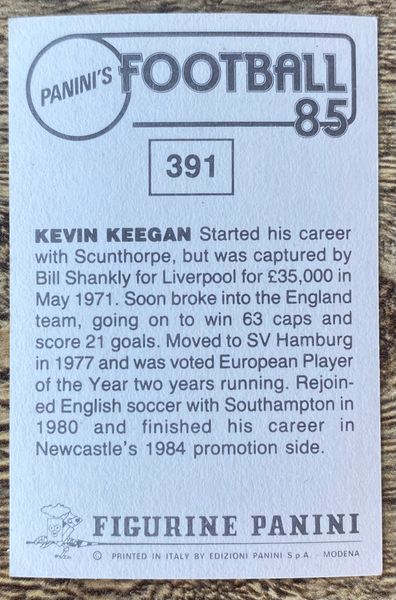 PANINI'S FOOTBALL
85
391
KEVIN KEEGAN Started his career
with Scunthorpe, but was captured by
Bill Shankly for Liverpool for £35,000 in
May 1971. Soon broke into the England
team, going on to win 63 caps and
score 21 goals. Moved to SV Hamburg
in 1977 and was voted European Player
of the Year two years running. Rejoin-
ed English soccer with Southampton in
1980 and finished his career in
Newcastle's 1984 promotion side.
FIGURINE PANINI
© PRINTED IN ITALY BY EDIZIONI PANINI S.p.A. - MODENA